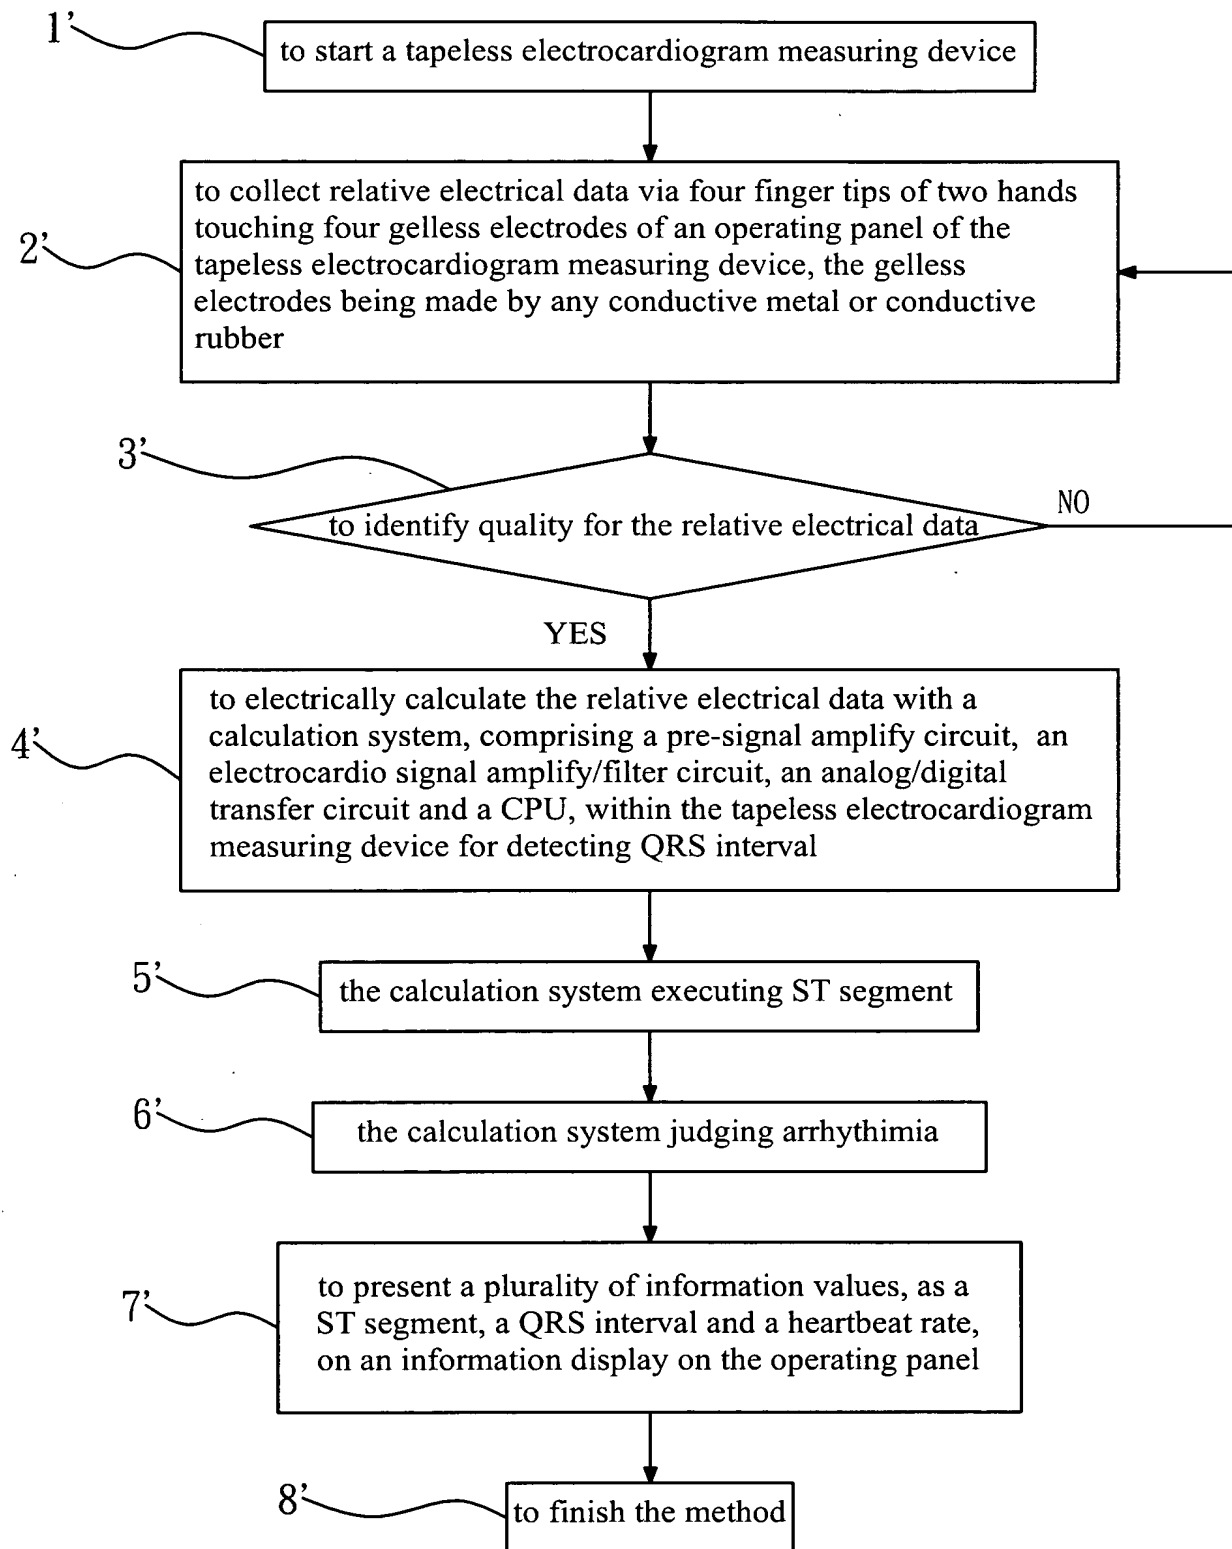 1’
to start a tapeless electrocardiogram measuring device
2’
to collect relative electrical data via four finger tips of two hands
touching four gelless electrodes of an operating panel of the
tapeless electrocardiogram measuring device, the gelless
electrodes being made by any conductive metal or conductive
rubber
3’
to identify quality for the relative electrical data
NO
YES
4’
to electrically calculate the relative electrical data with a
calculation system, comprising a pre-signal amplify circuit, an
electrocardio signal amplify/filter circuit, an analog/digital
transfer circuit and a CPU, within the tapeless electrocardiogram
measuring device for detecting QRS interval
5’
the calculation system executing ST segment
6’
the calculation system judging arrhythimia
7’
to present a plurality of information values, as a
ST segment, a QRS interval and a heartbeat rate,
on an information display on the operating panel
8’
to finish the method